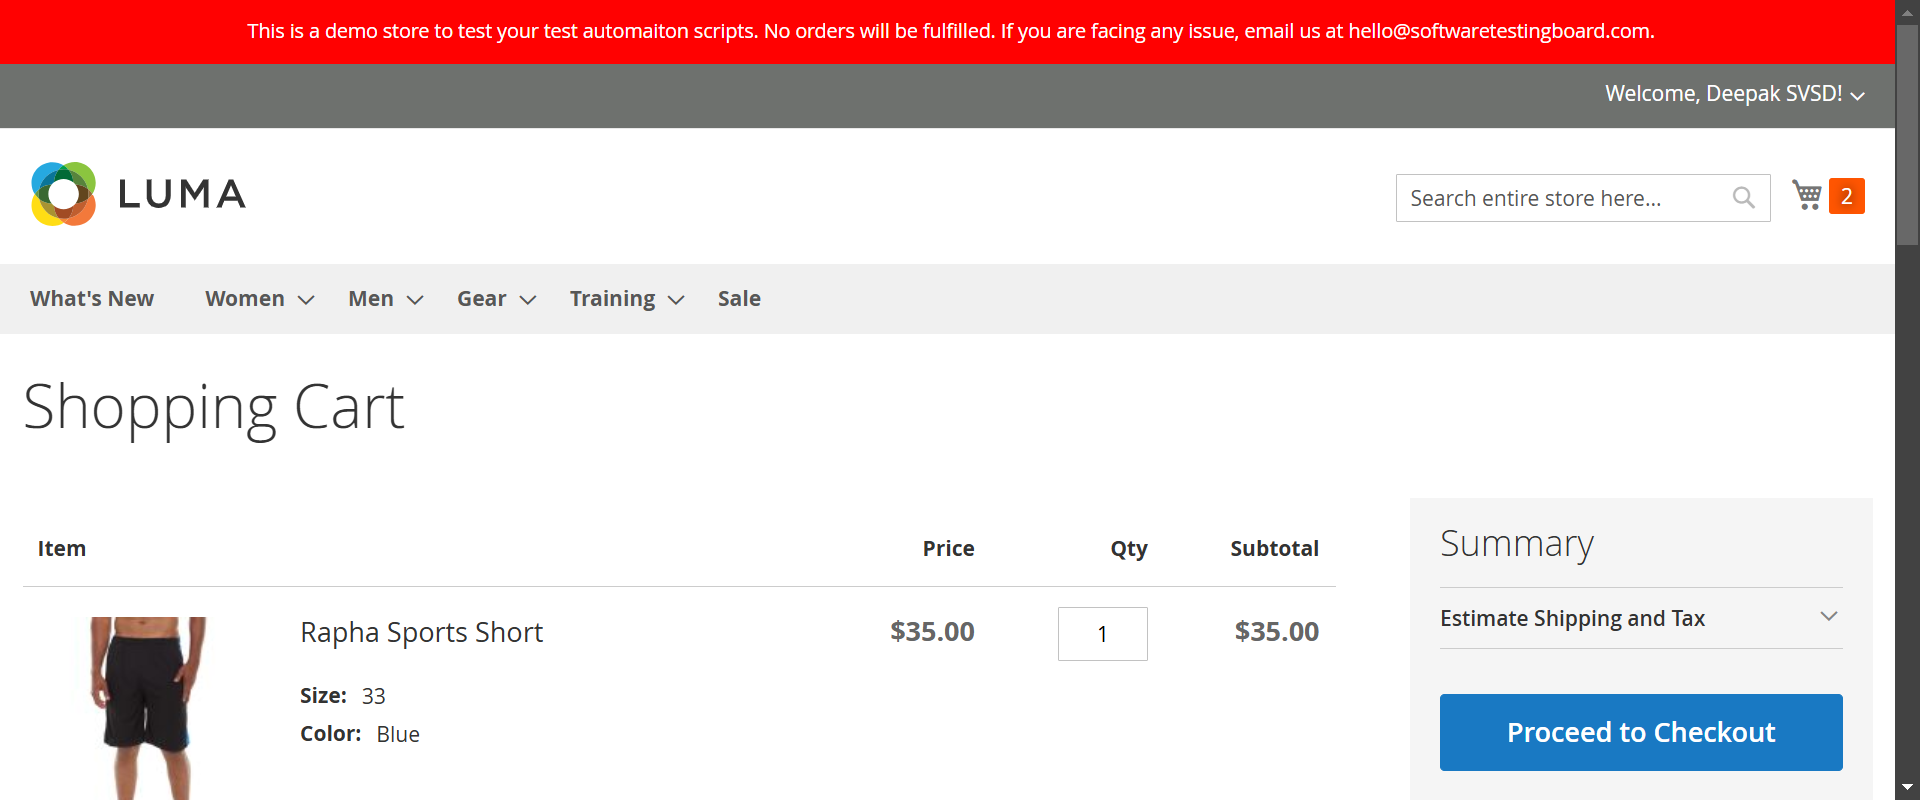 This is a demo store to test your test automaiton scripts. No orders will be fulfilled. If you are facing any issue, email us at hello@softwaretestingboard.com.
Welcome, Deepak SVSD!
LUMA
Search entire store here...
2
What's New Women Men Gear Training Sale
Shopping Cart
Item Price Qty Subtotal
Rapha Sports Short $35.00 1 $35.00
Size: 33
Color: Blue
Summary
Estimate Shipping and Tax
Proceed to Checkout